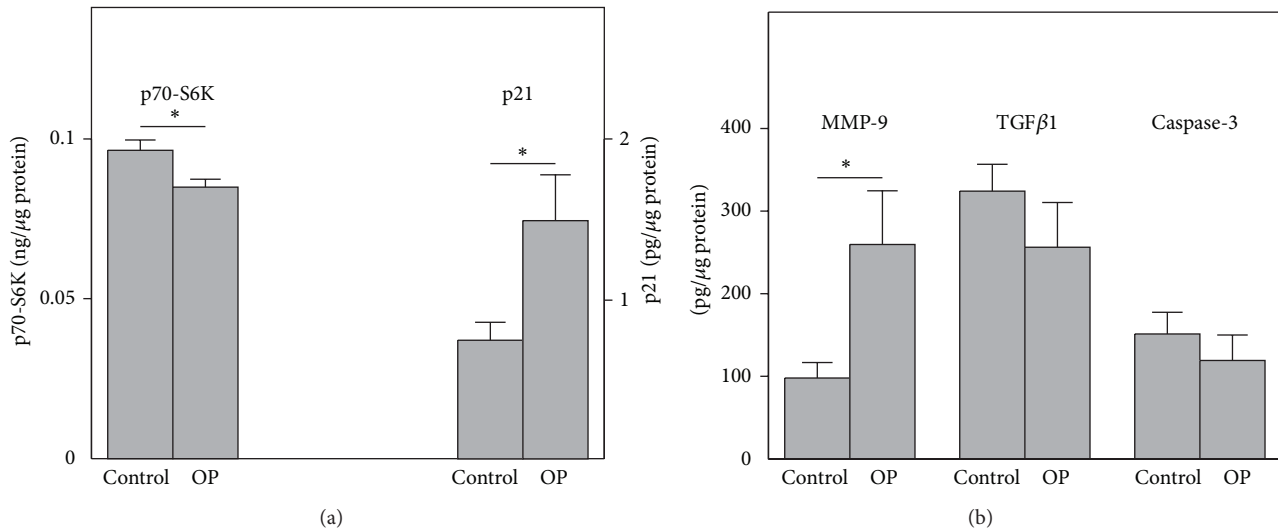 p70-S6K
p21
*
*
0.1
0.05
0
p70-S6K (ng/μg protein)
2
1
p21 (pg/μg protein)
Control OP
Control OP
(a)
MMP-9 TGFβ1 Caspase-3
*
400
300
200
100
0
(pg/μg protein)
Control OP Control OP Control OP
(b)